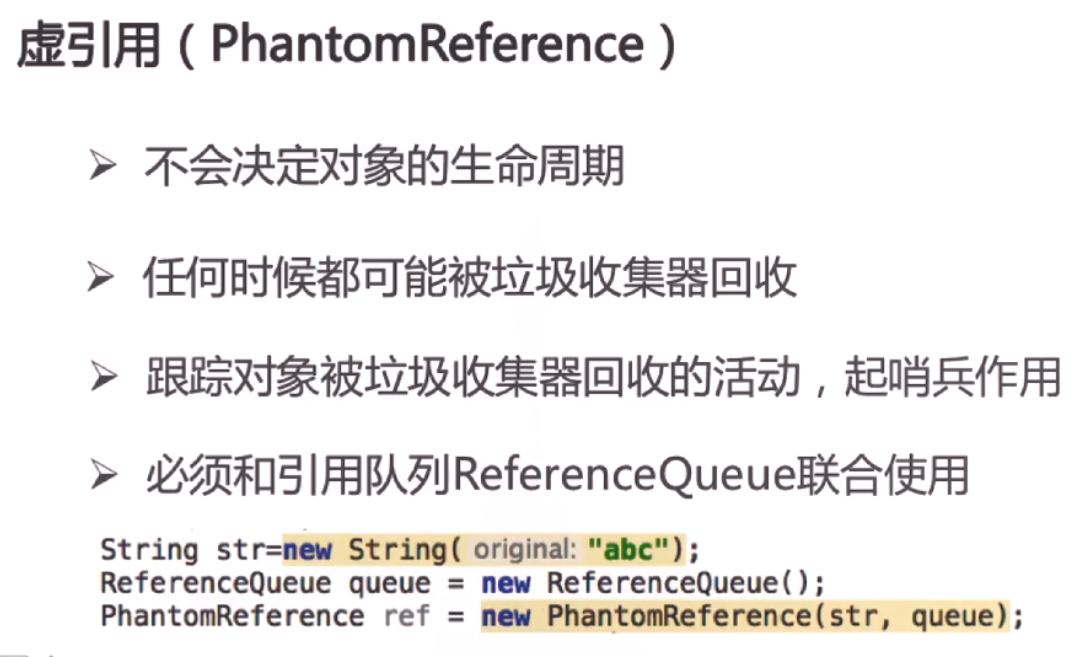 虚引用（PhantomReference）
不会决定对象的生命周期
任何时候都可能被垃圾收集器回收
跟踪对象被垃圾收集器回收的活动，起哨兵作用
必须和引用队列ReferenceQueue联合使用
String str=new String( original: "abc");
ReferenceQueue queue = new ReferenceQueue();
PhantomReference ref = new PhantomReference(str, queue);